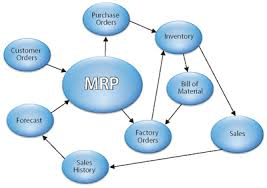 Purchase
Orders
Customer
Orders
Inventory
MRP
Bill of
Material
Forecast
Factory
Orders
Sales
Sales
History